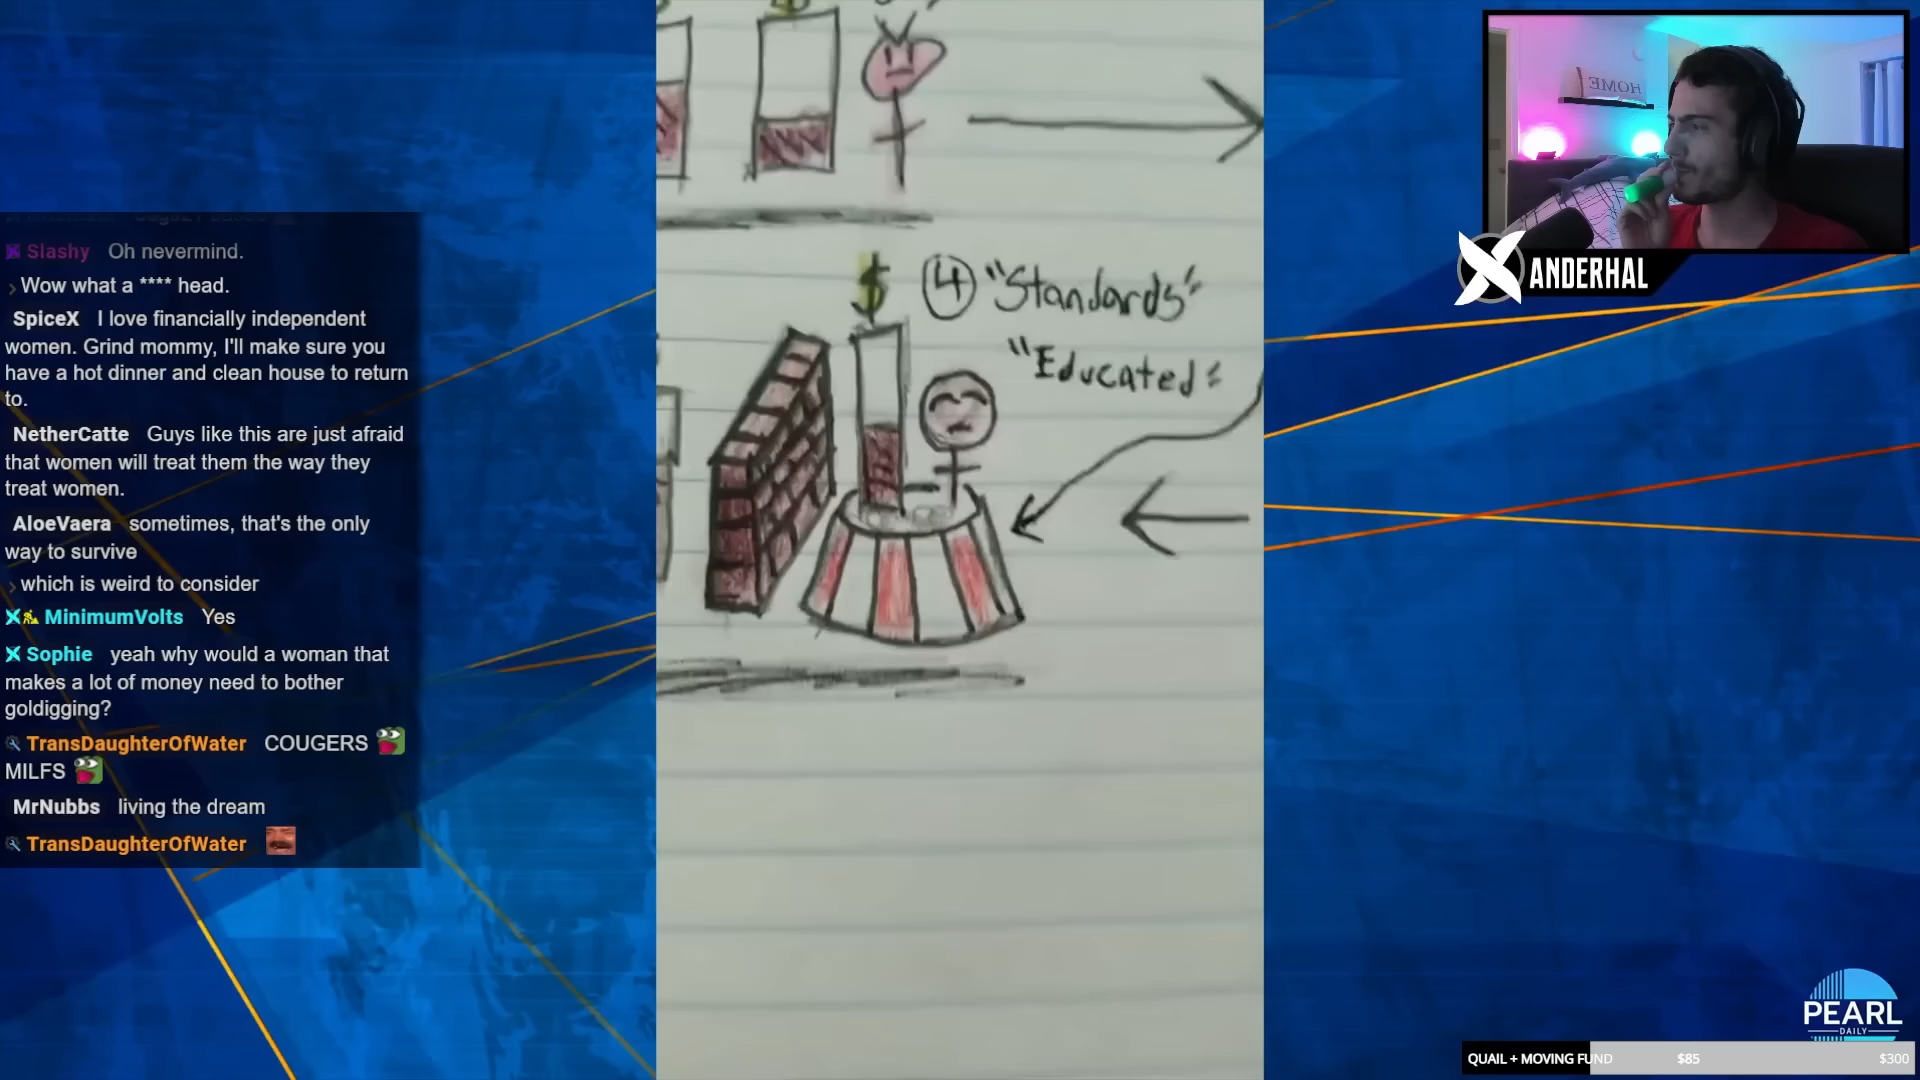 Slashy Oh nevermind.
Wow what a **** head.
SpiceX I love financially independent
women. Grind mommy, I'll make sure you
have a hot dinner and clean house to return
to.
NetherCatte Guys like this are just afraid
that women will treat them the way they
treat women.
AloeVaera sometimes, that's the only
way to survive
which is weird to consider
MinimumVolts Yes
Sophie yeah why would a woman that
makes a lot of money need to bother
goldigging?
TransDaughterOfWater COUGERS
MILFS
MrNubbs living the dream
TransDaughterOfWater
$
④ "Standards"
"Educated"
HOME
ANDERHAL
PEARL
DAILY
QUAIL + MOVING FUND $85 $300